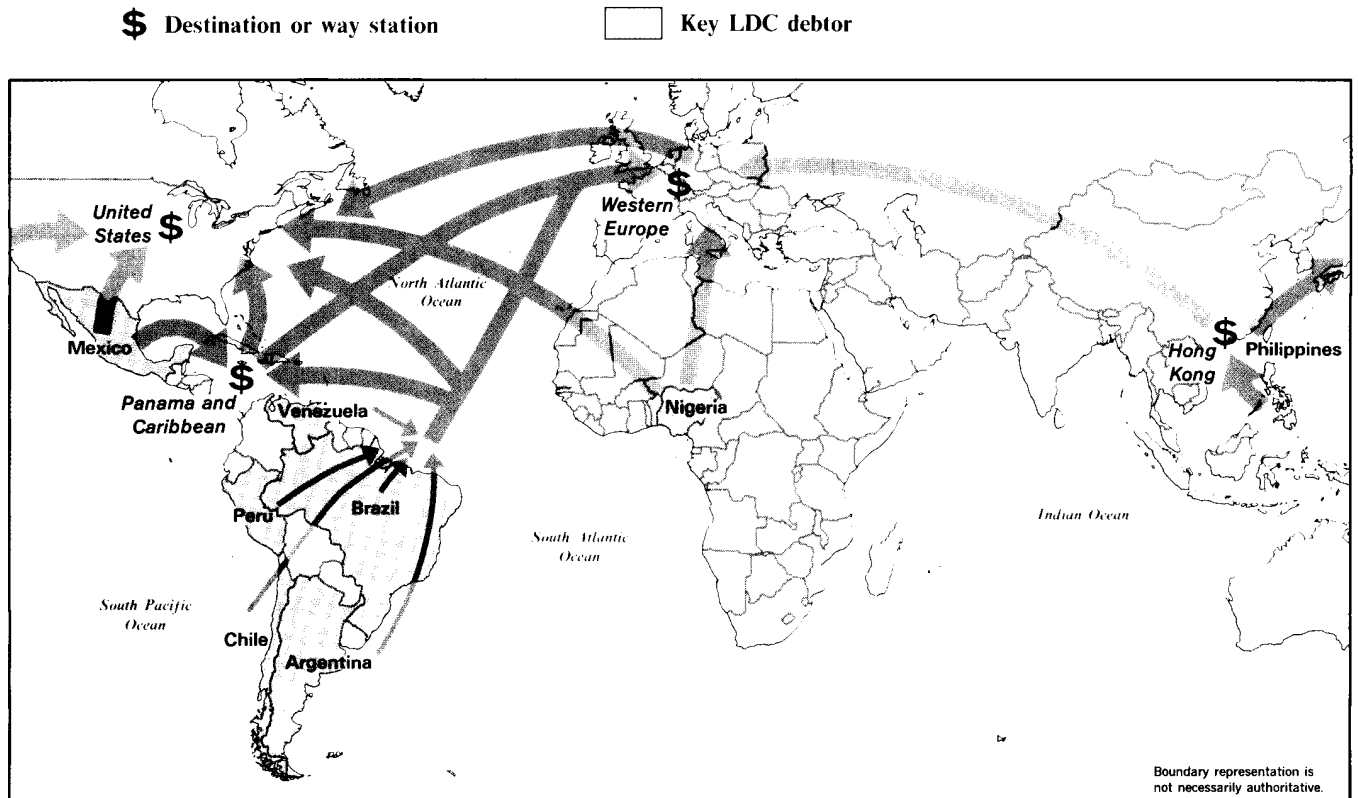 $ Destination or way station
Key LDC debtor
United
States $
Western
Europe
$
North Atlantic
Ocean
Mexico
$
Panama and
Caribbean
Venezuela
Nigeria
$
Hong
Kong
Philippines
Peru
Brazil
South Atlantic
Ocean
Indian Ocean
South Pacific
Ocean
Chile
Argentina
Boundary representation is
not necessarily authoritative.